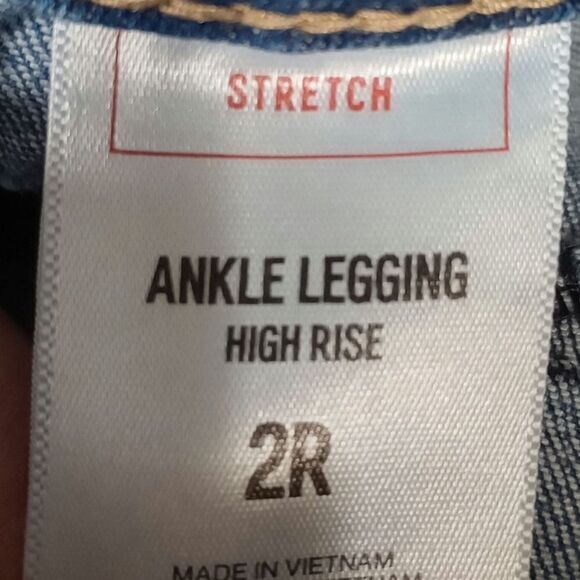 STRETCH
ANKLE LEGGING
HIGH RISE
2R
MADE IN VIETNAM